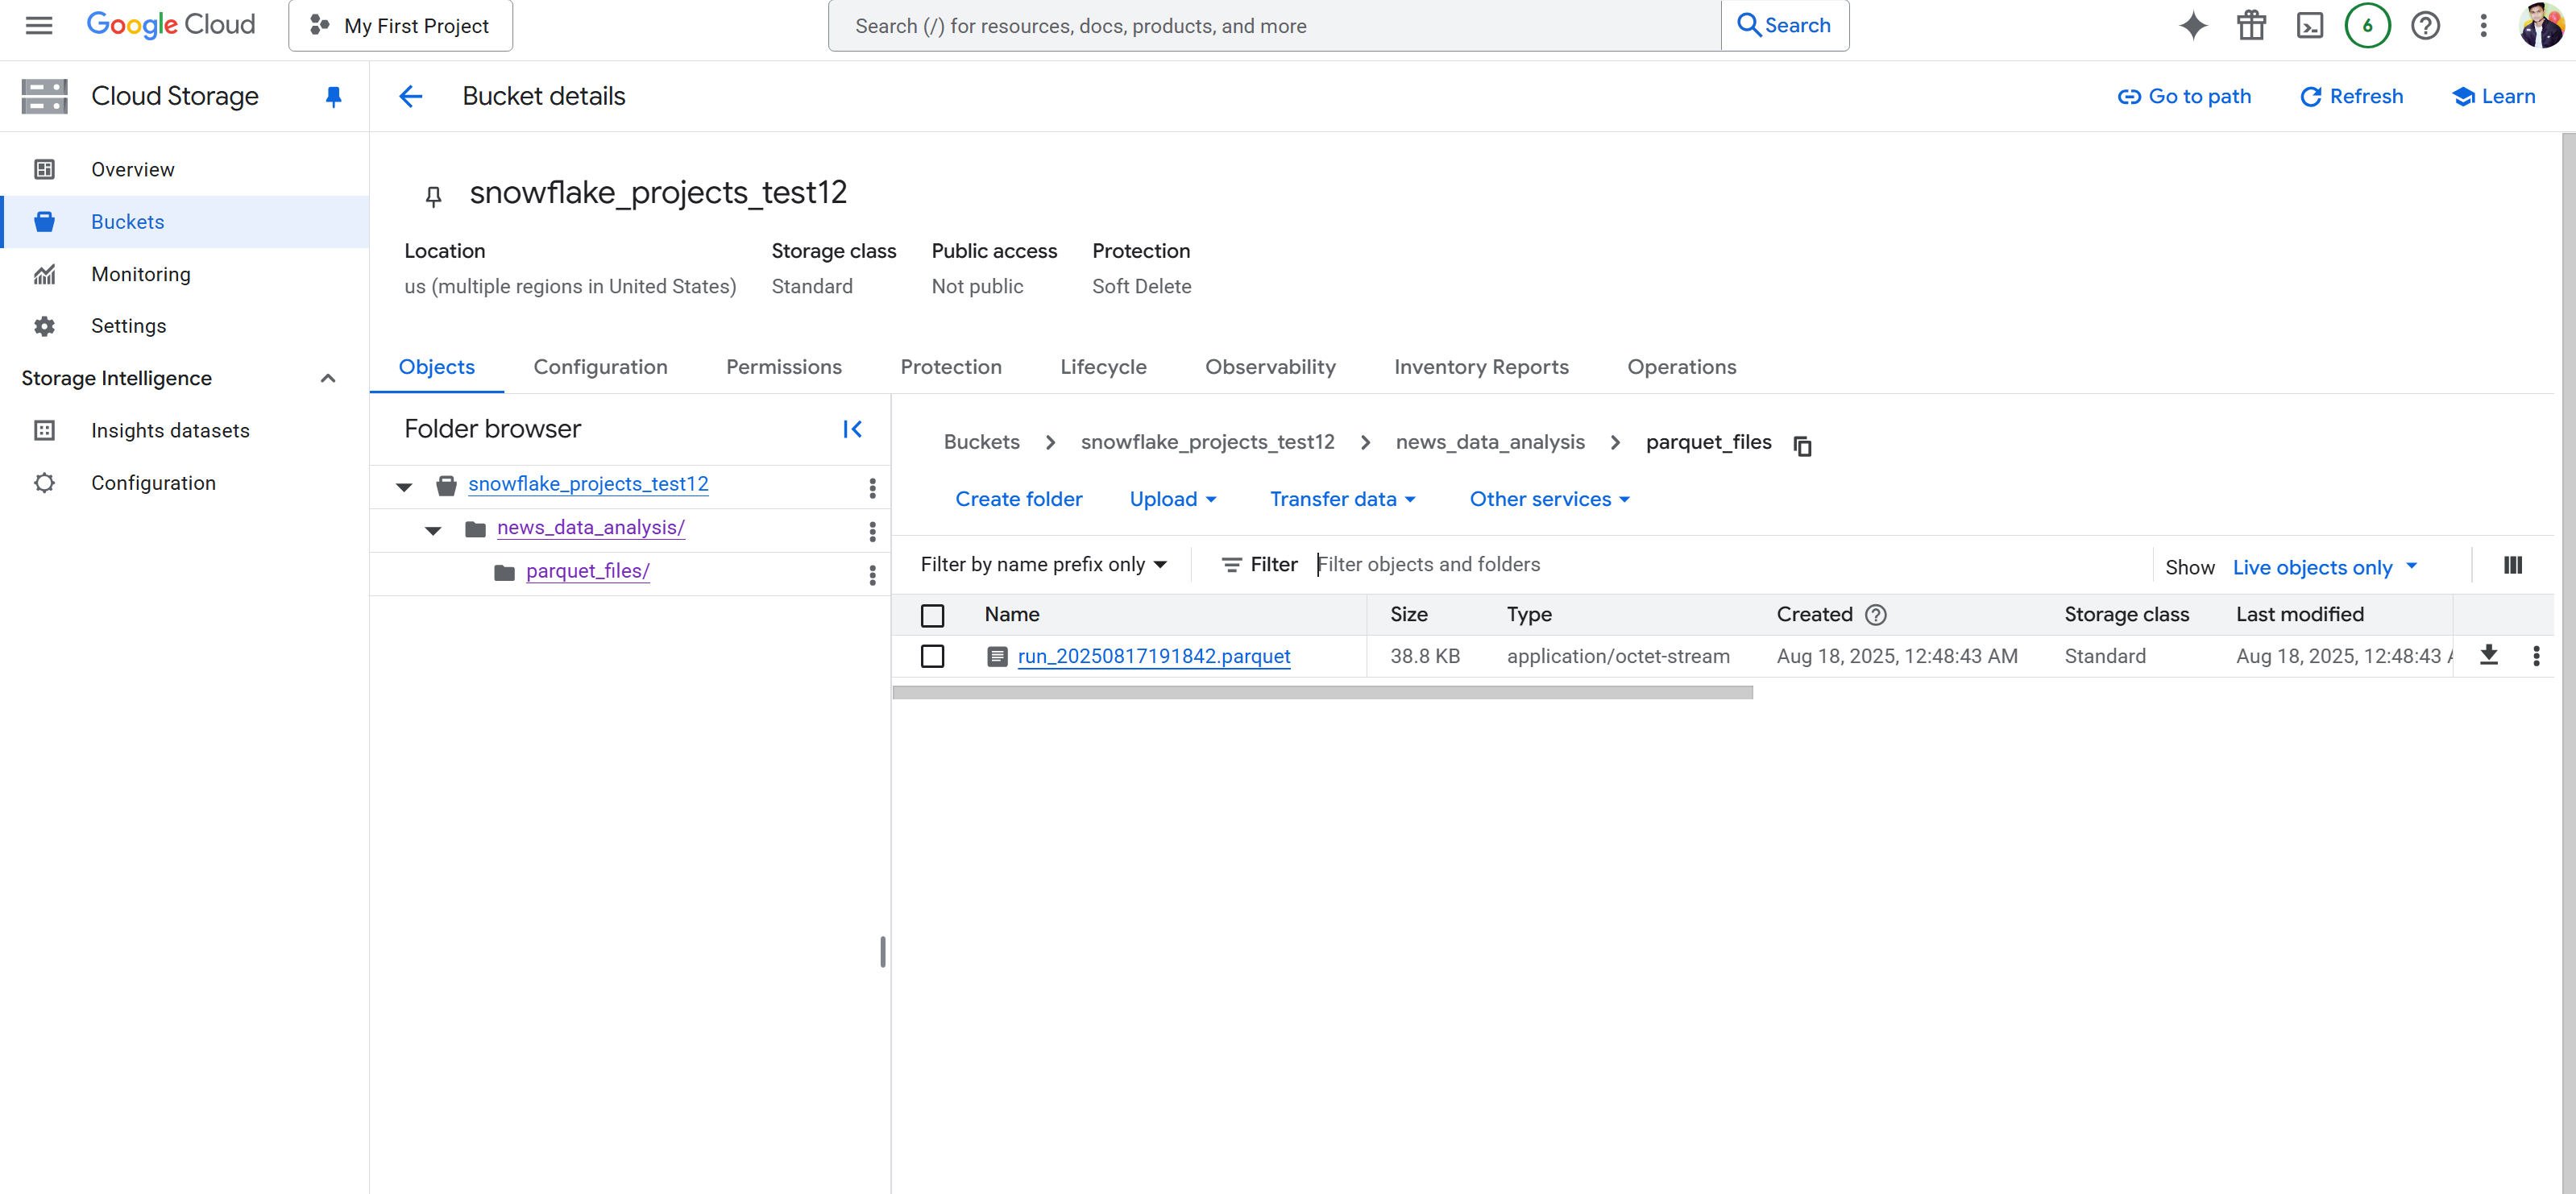 Google Cloud
My First Project
Search (/) for resources, docs, products, and more
Search
6
Cloud Storage
Bucket details
Go to path
Refresh
Learn
Overview
Buckets
Monitoring
Settings
Storage Intelligence
Insights datasets
Configuration
snowflake_projects_test12
Location
Storage class
Public access
Protection
us (multiple regions in United States)
Standard
Not public
Soft Delete
Objects
Configuration
Permissions
Protection
Lifecycle
Observability
Inventory Reports
Operations
Folder browser
snowflake_projects_test12
news_data_analysis/
parquet_files/
Buckets > snowflake_projects_test12 > news_data_analysis > parquet_files
Create folder
Upload
Transfer data
Other services
Filter by name prefix only
Filter
Filter objects and folders
Show
Live objects only
Name
Size
Type
Created
Storage class
Last modified
run_20250817191842.parquet
38.8 KB
application/octet-stream
Aug 18, 2025, 12:48:43 AM
Standard
Aug 18, 2025, 12:48:43